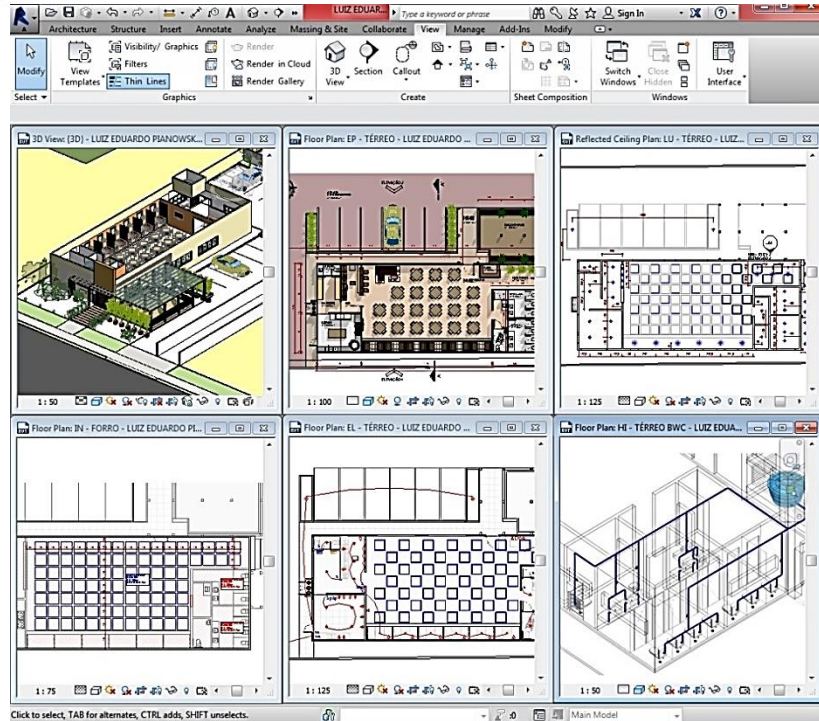 LUIZ EDUAR...
Type a keyword or phrase
Sign In
Architecture Structure Insert Annotate Analyze Massing & Site Collaborate View Manage Add-Ins Modify
Modify
View Templates
Visibility/ Graphics
Filters
Thin Lines
Render
Render in Cloud
Render Gallery
3D View
Section
Callout
Switch Windows
Close Hidden
User Interface
Select
Graphics
Create
Sheet Composition
Windows
3D View: {3D} - LUIZ EDUARDO PIANOWSK...
Floor Plan: EP - TÉRREO - LUIZ EDUARDO ...
Reflected Ceiling Plan: LU - TÉRREO - LUIZ...
1 : 50
1 : 100
1 : 125
Floor Plan: IN - FORRO - LUIZ EDUARDO PI...
Floor Plan: EL - TÉRREO - LUIZ EDUARDO ...
Floor Plan: HI - TÉRREO BWC - LUIZ EDUA...
1 : 75
1 : 125
1 : 50
Click to select, TAB for alternates, CTRL adds, SHIFT unselects.
:0
Main Model